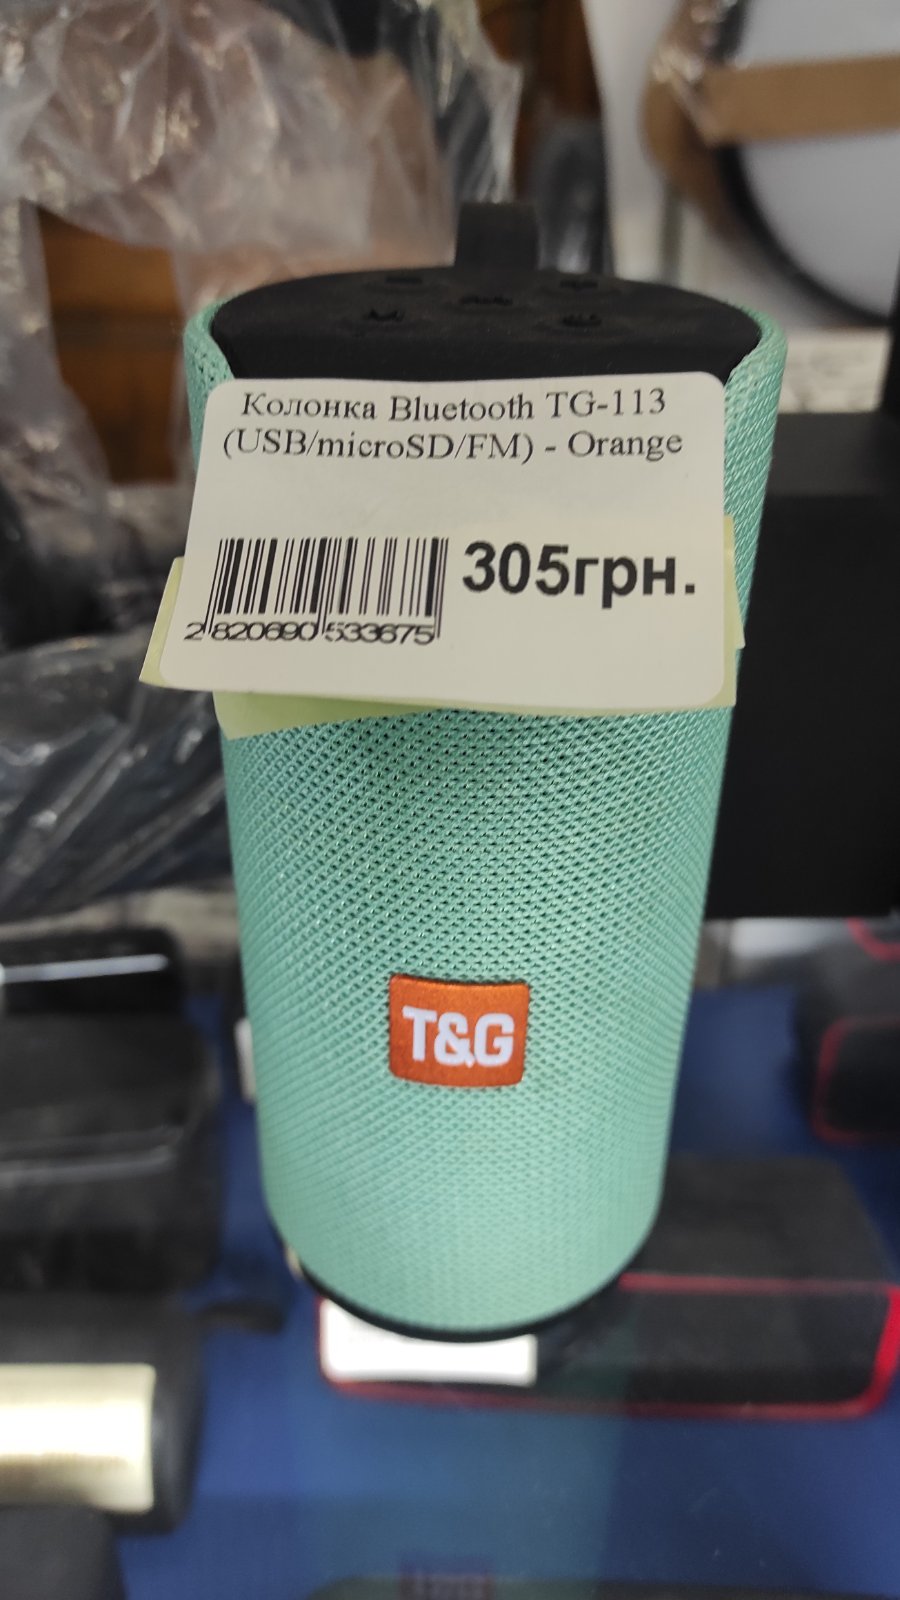 Колонка Bluetooth TG-113
(USB/microSD/FM) - Orange
305грн.
2 820690 533675
T&G